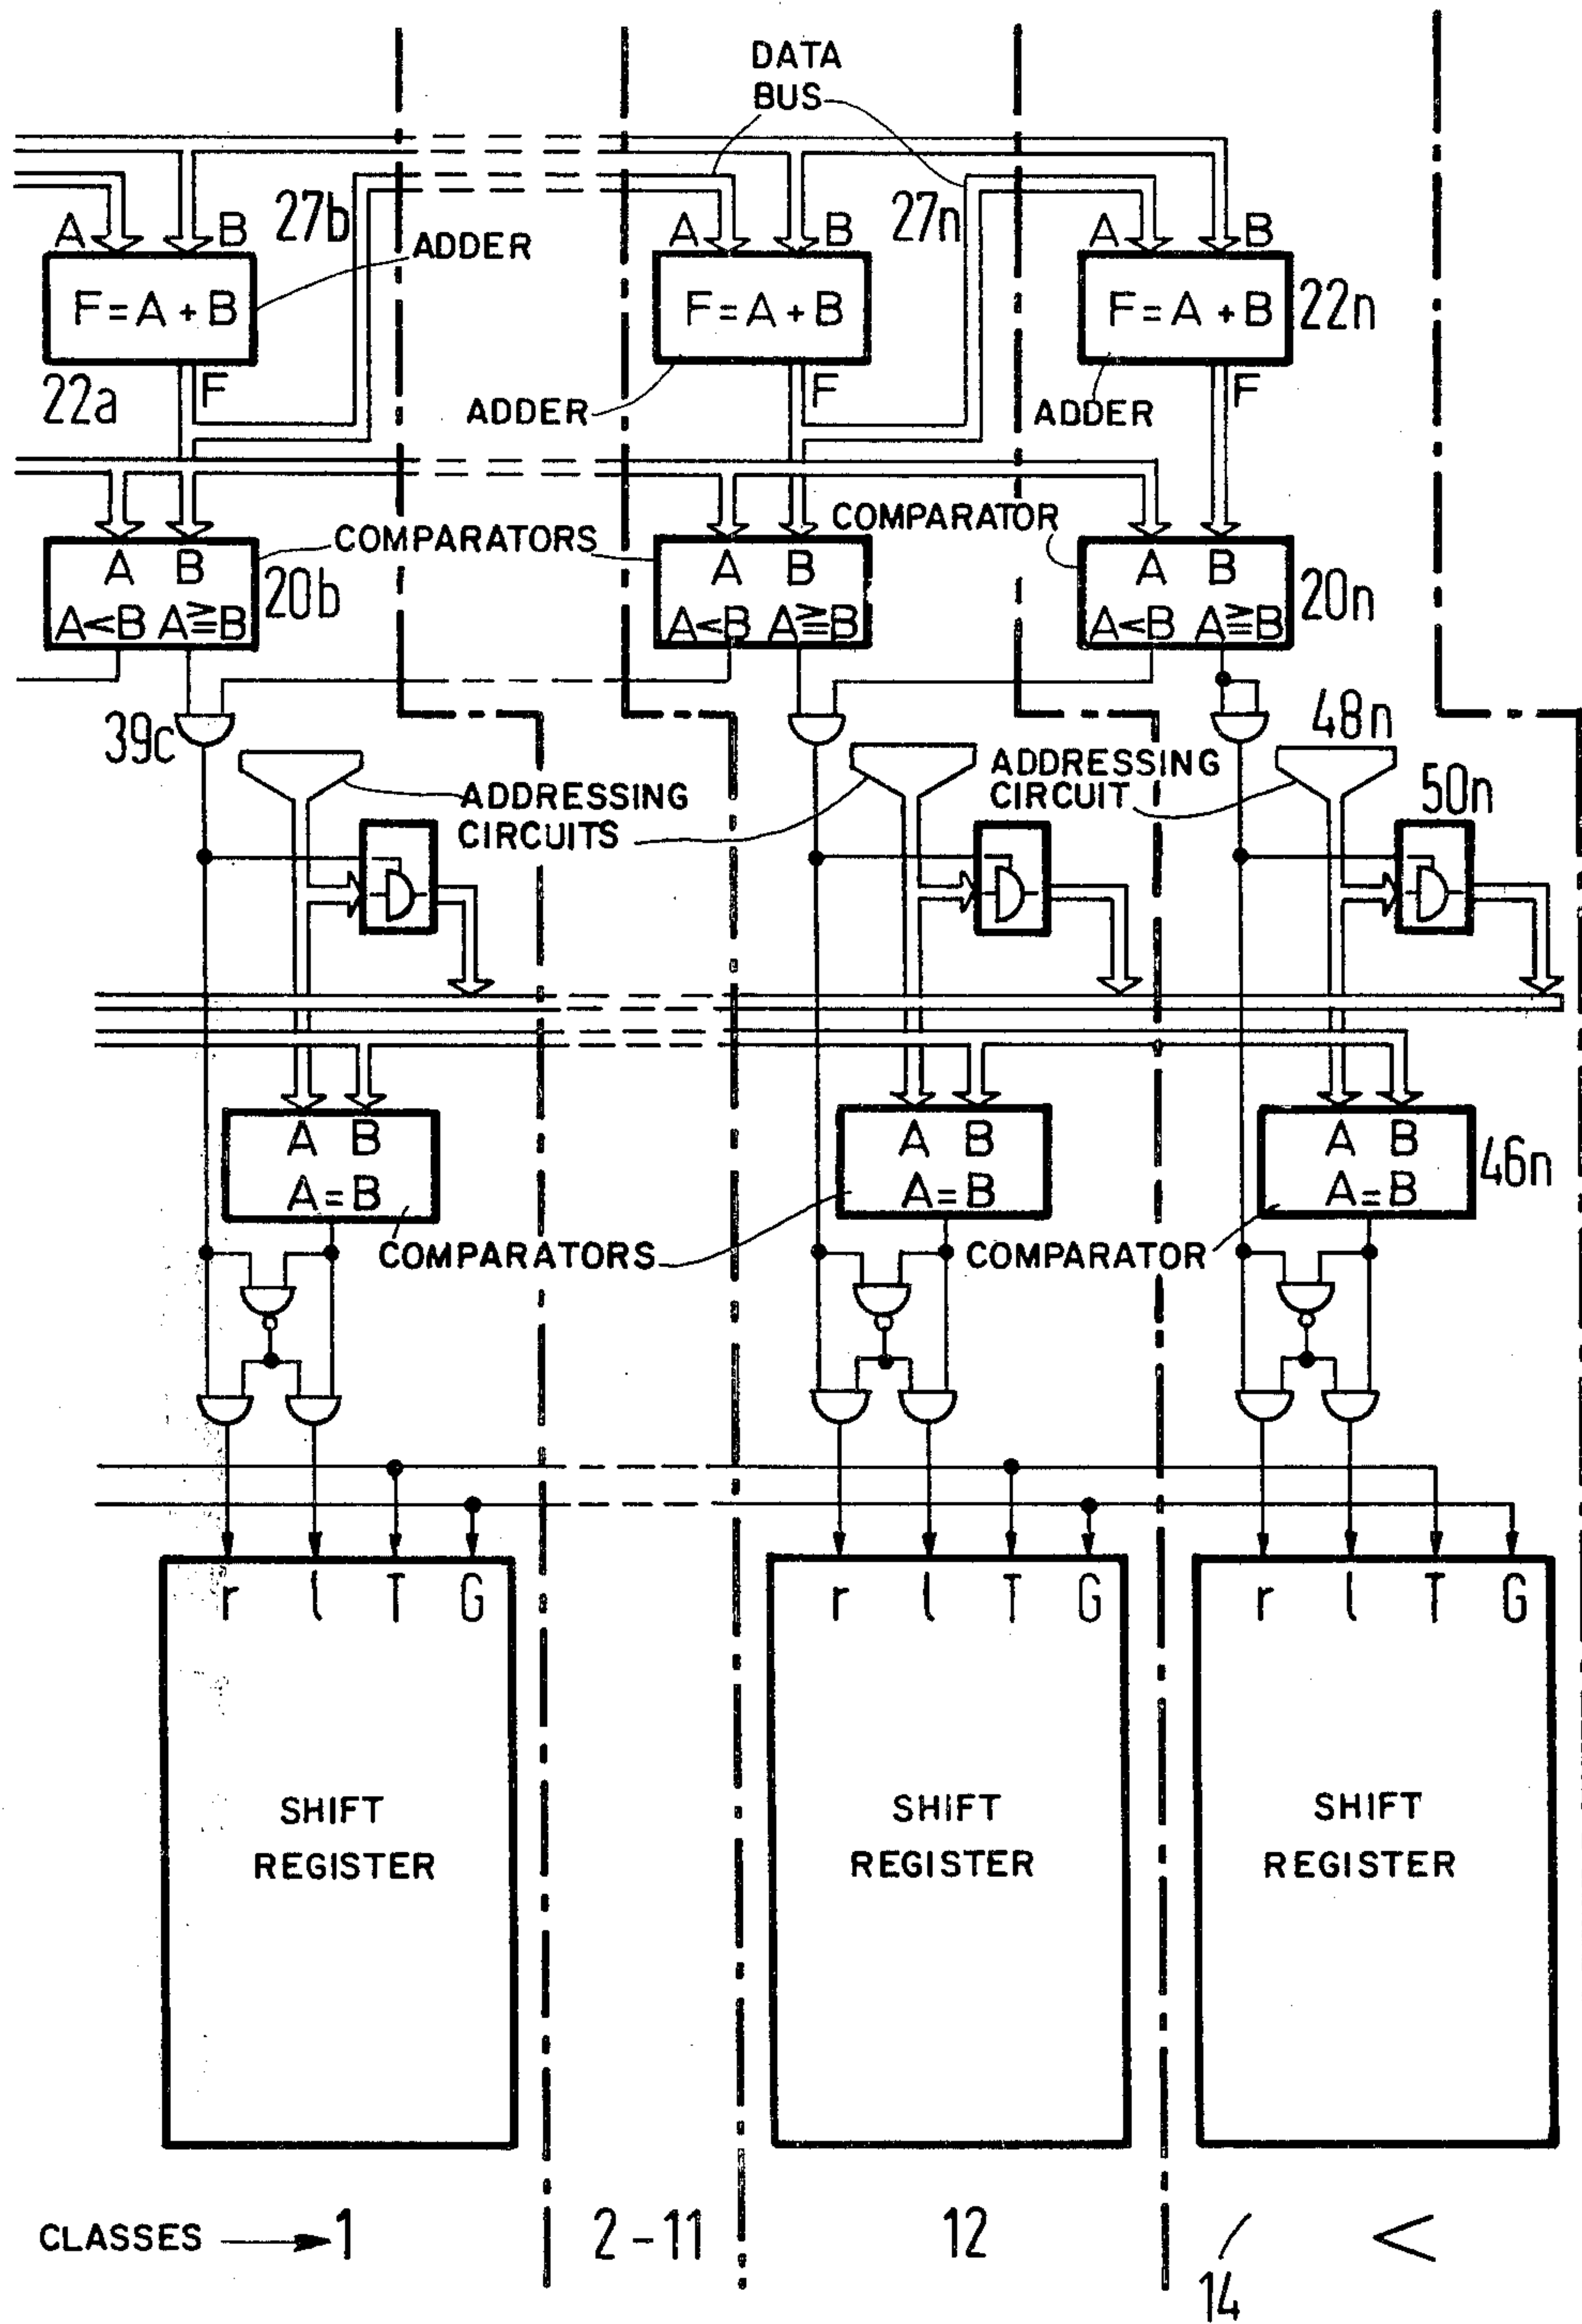 DATA
BUS
A B 27b A B 27n A B
ADDER
F=A+B F=A+B F=A+B 22n
22a F ADDER F ADDER F
COMPARATORS COMPARATOR
A B 20b A B A B 20n
A<B A≧B A<B A≧B A<B A≧B
39c 48n
ADDRESSING
CIRCUITS
ADDRESSING
CIRCUIT
50n
A B A B A B
A=B A=B A=B 46n
COMPARATORS COMPARATOR
r l T G r l T G r l T G
SHIFT
REGISTER
SHIFT
REGISTER
SHIFT
REGISTER
CLASSES 1 2-11 12 <
14